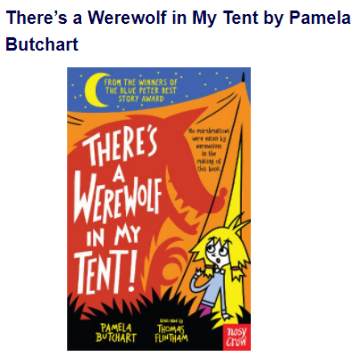 There's a Werewolf in My Tent by Pamela
Butchart
FROM THE WINNERS OF
THE BLUE PETER BEST
STORY AWARD
No marshmallows
were eaten by
werewolves
in the
making of
this book
THERE'S
A
WEREWOLF
IN MY
TENT!
PAMELA
BUTCHART
THOMAS
FLINTHAM
nosy
crow